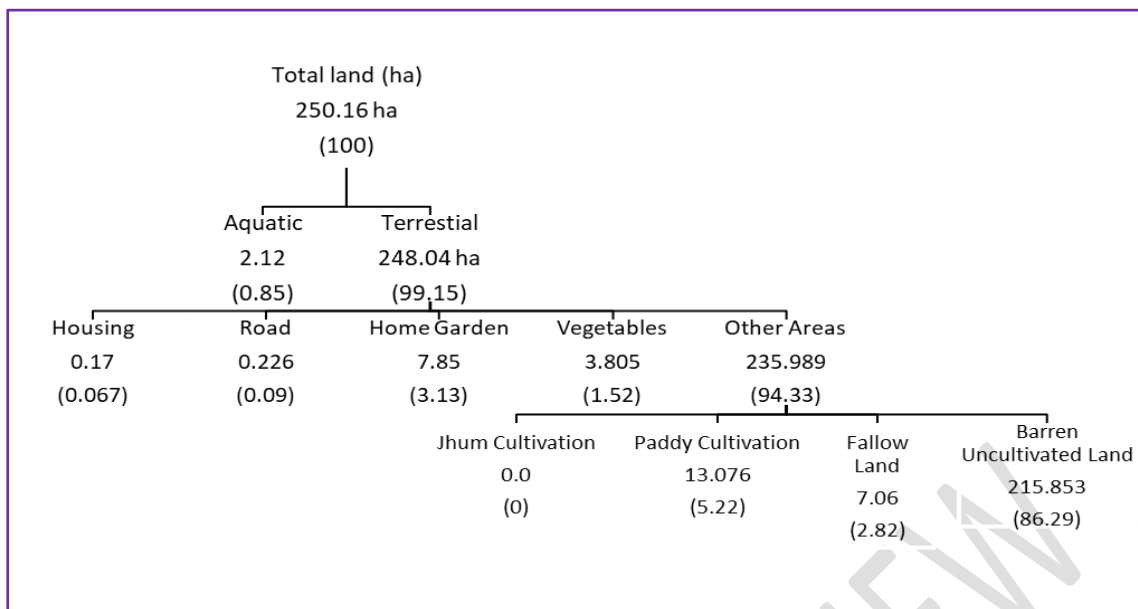 Total land (ha)
250.16 ha
(100)
Aquatic
2.12
(0.85)
Terrestial
248.04 ha
(99.15)
Housing
0.17
(0.067)
Road
0.226
(0.09)
Home Garden
7.85
(3.13)
Vegetables
3.805
(1.52)
Other Areas
235.989
(94.33)
Jhum Cultivation
0.0
(0)
Paddy Cultivation
13.076
(5.22)
Fallow
Land
7.06
(2.82)
Barren
Uncultivated Land
215.853
(86.29)